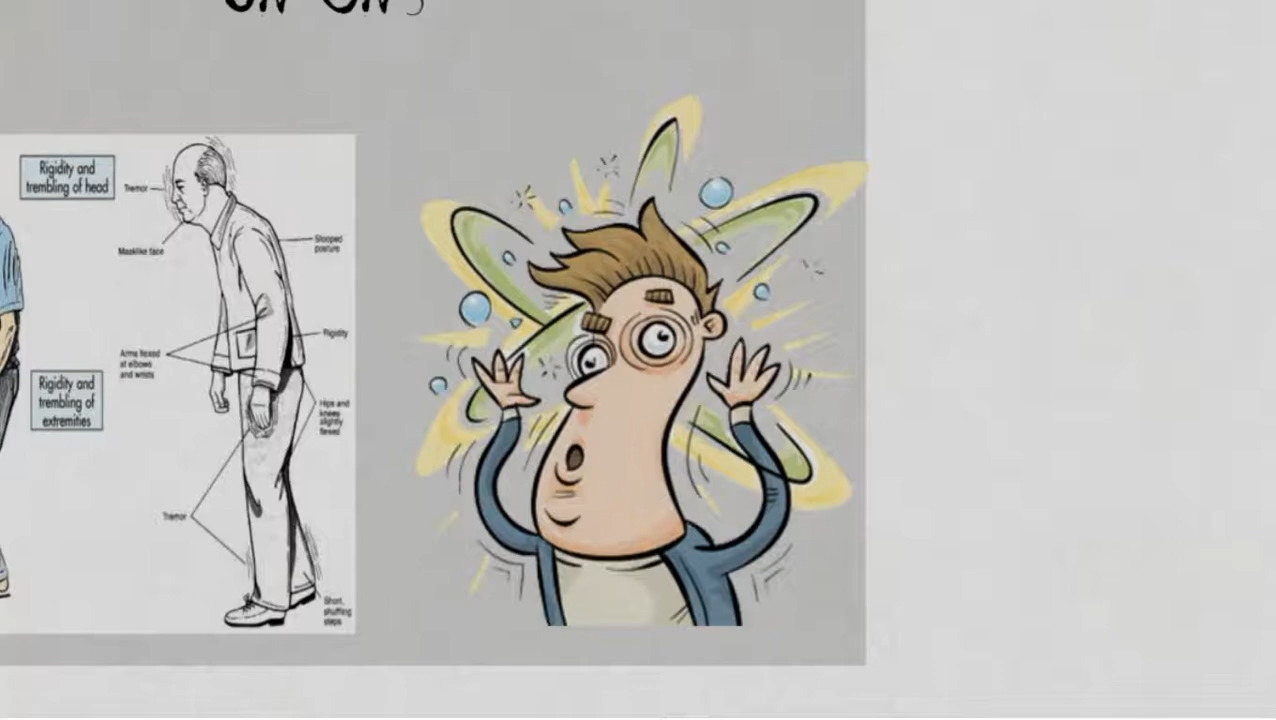 Rigidity and
trembling of head
Tremor
Masklike face
Stooped
posture
Rigidity
Arms flexed
at elbows
and wrists
Rigidity and
trembling of
extremities
Hips and
knees
slightly
flexed
Tremor
Short,
shuffling
steps